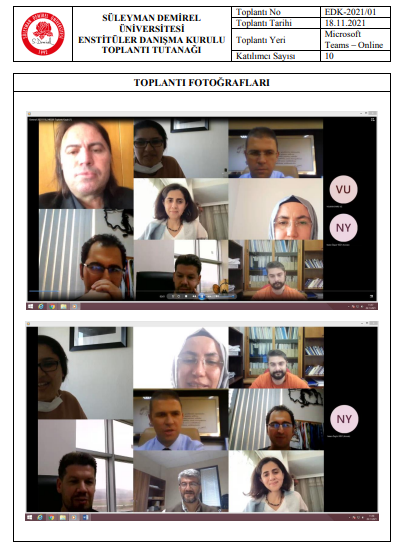 SÜLEYMAN DEMİREL
ÜNİVERSİTESİ
ENSTİTÜLER DANIŞMA KURULU
TOPLANTI TUTANAĞI
Toplantı No EDK-2021/01
Toplantı Tarihi 18.11.2021
Toplantı Yeri Microsoft
Teams – Online
Katılımcı Sayısı 10
TOPLANTI FOTOĞRAFLARI
VU
NY
NY